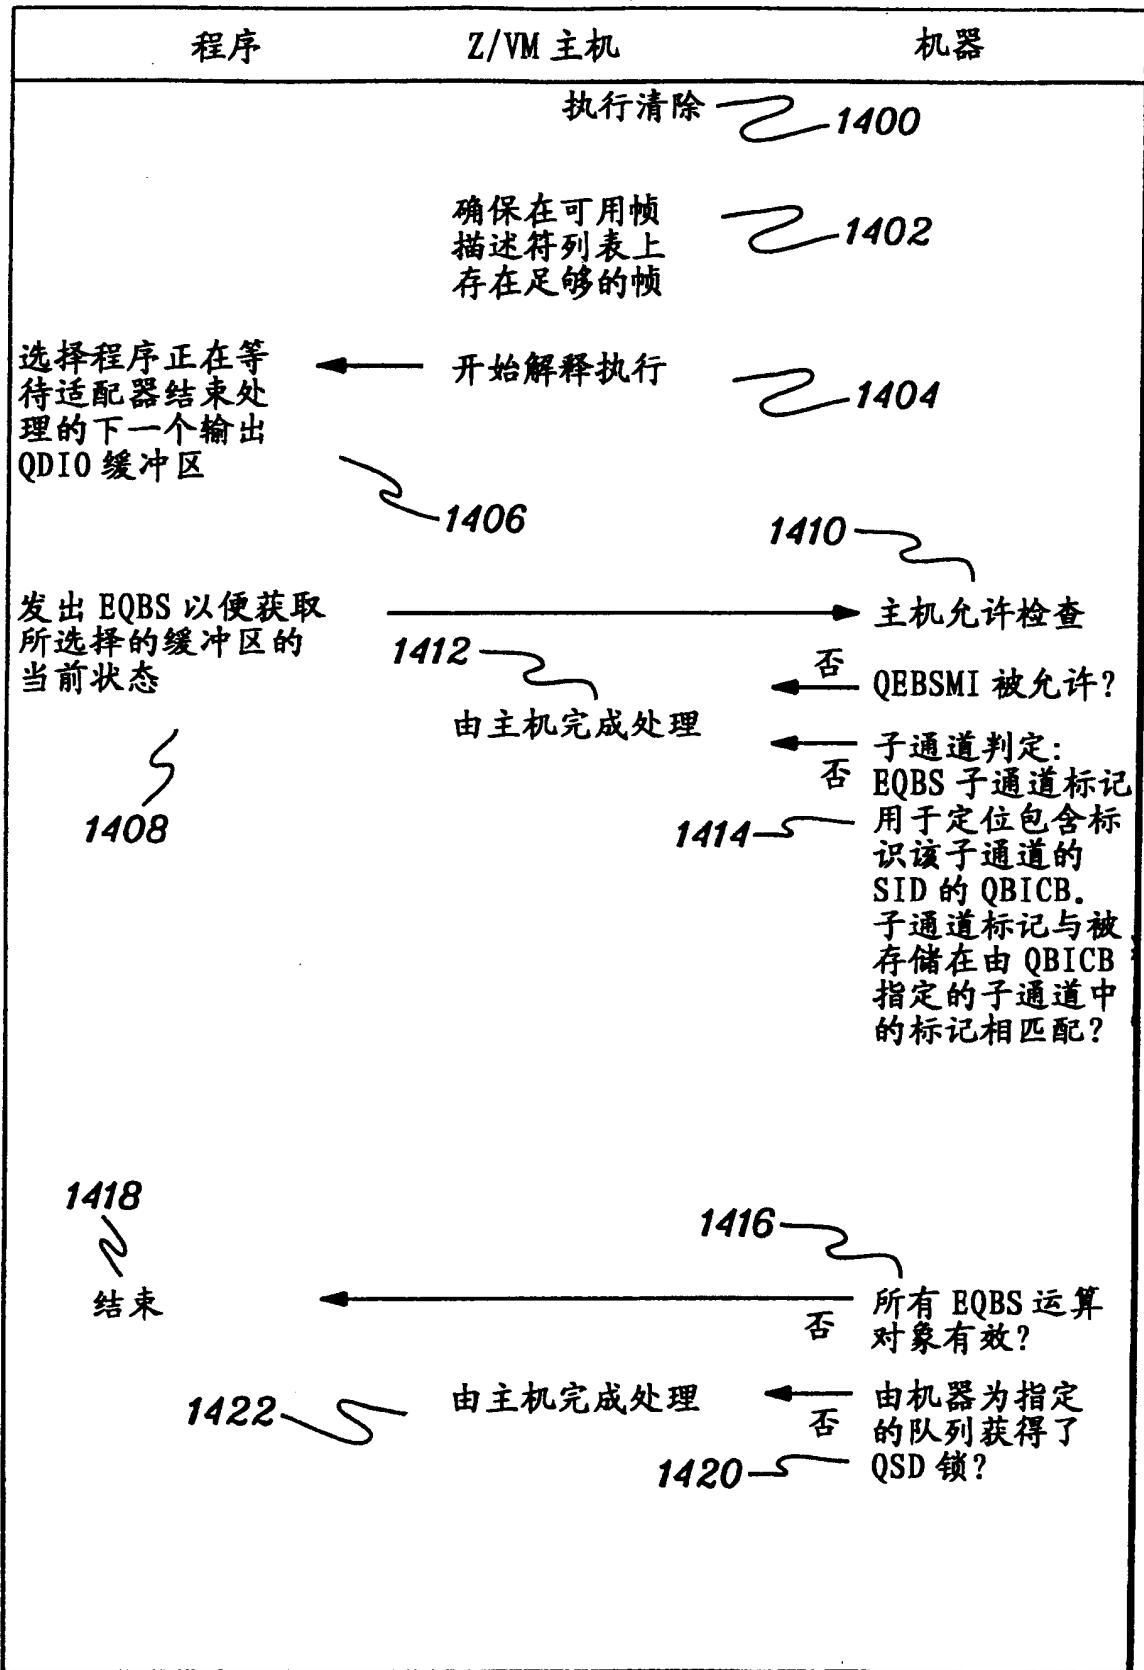 程序 Z/VM 主机 机器
执行清除
1400
确保在可用帧
描述符列表上
存在足够的帧
1402
选择程序正在等
待适配器结束处
理的下一个输出
QDIO 缓冲区
开始解释执行
1404
1406
1410
发出 EQBS 以便获取
所选择的缓冲区的
当前状态
主机允许检查
1412
否
QEBSMI 被允许?
由主机完成处理
子通道判定:
否
EQBS 子通道标记
用于定位包含标
识该子通道的
SID 的 QBICB.
子通道标记与被
存储在由 QBICB
指定的子通道中
的标记相匹配?
1408
1414
1418
1416
结束
所有 EQBS 运算
对象有效?
否
1422
由主机完成处理
由机器为指定
的队列获得了
QSD 锁?
否
1420